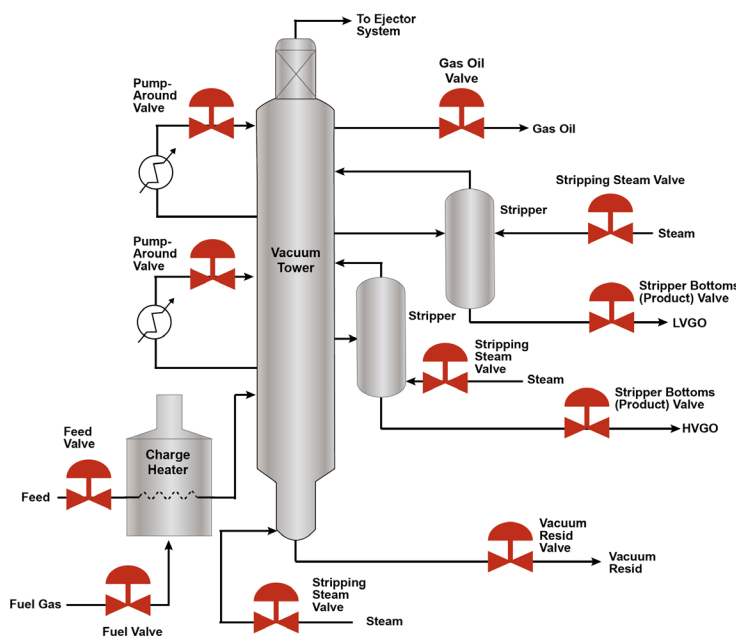 To Ejector
System
Pump-
Around
Valve
Gas Oil
Valve
Gas Oil
Stripping Steam Valve
Stripper
Steam
Pump-
Around
Valve
Vacuum
Tower
Stripper Bottoms
(Product) Valve
Stripper
LVGO
Stripping
Steam
Valve
Steam
Stripper Bottoms
(Product) Valve
HVGO
Feed
Valve
Charge
Heater
Feed
Vacuum
Resid
Valve
Vacuum
Resid
Stripping
Steam
Valve
Fuel Gas
Steam
Fuel Valve